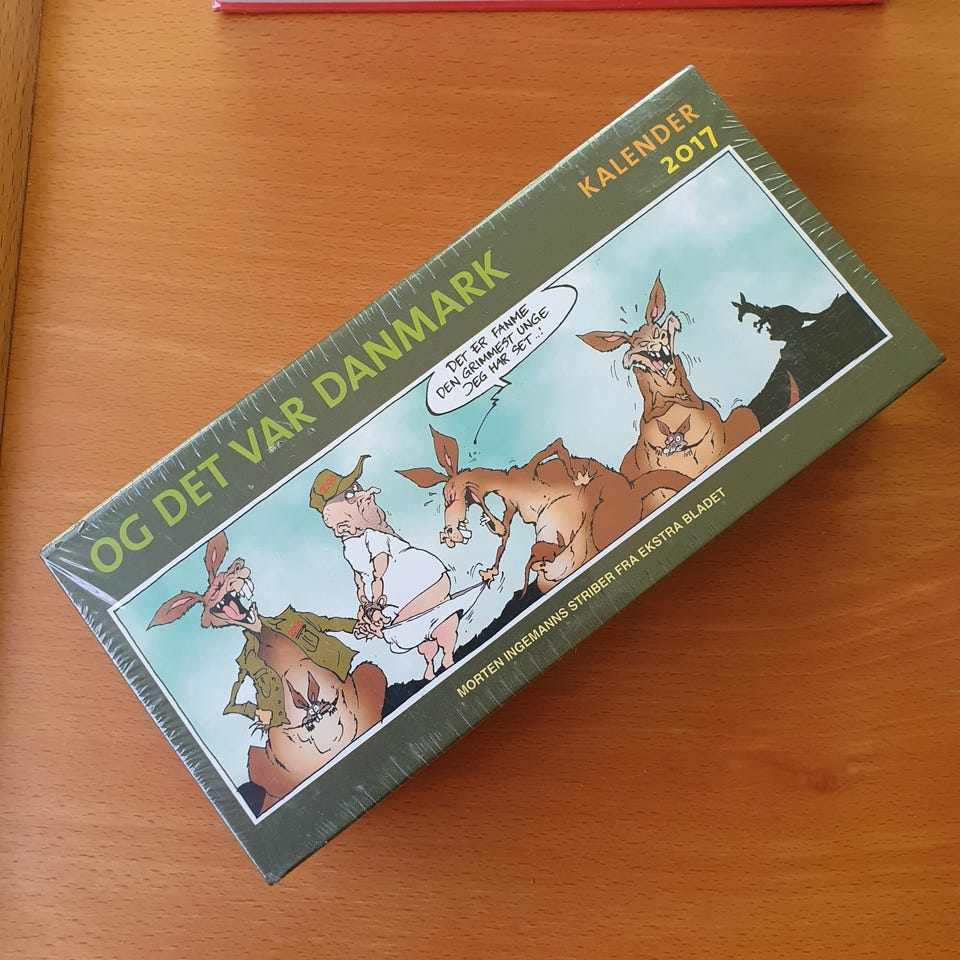 OG DET VAR DANMARK
KALENDER
2017
DET ER FANME
DEN GRIMMEST UNGE
JEG HAR SET...!
MORTEN INGEMANNS STRIBER FRA EKSTRA BLADET